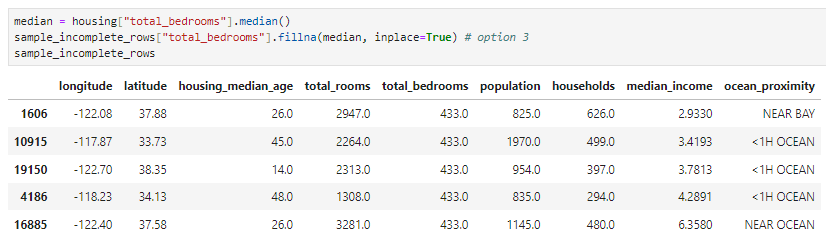 median = housing["total_bedrooms"].median()
sample_incomplete_rows["total_bedrooms"].fillna(median, inplace=True) # option 3
sample_incomplete_rows
longitude latitude housing_median_age total_rooms total_bedrooms population households median_income ocean_proximity
1606 -122.08 37.88 26.0 2947.0 433.0 825.0 626.0 2.9330 NEAR BAY
10915 -117.87 33.73 45.0 2264.0 433.0 1970.0 499.0 3.4193 <1H OCEAN
19150 -122.70 38.35 14.0 2313.0 433.0 954.0 397.0 3.7813 <1H OCEAN
4186 -118.23 34.13 48.0 1308.0 433.0 835.0 294.0 4.2891 <1H OCEAN
16885 -122.40 37.58 26.0 3281.0 433.0 1145.0 480.0 6.3580 NEAR OCEAN